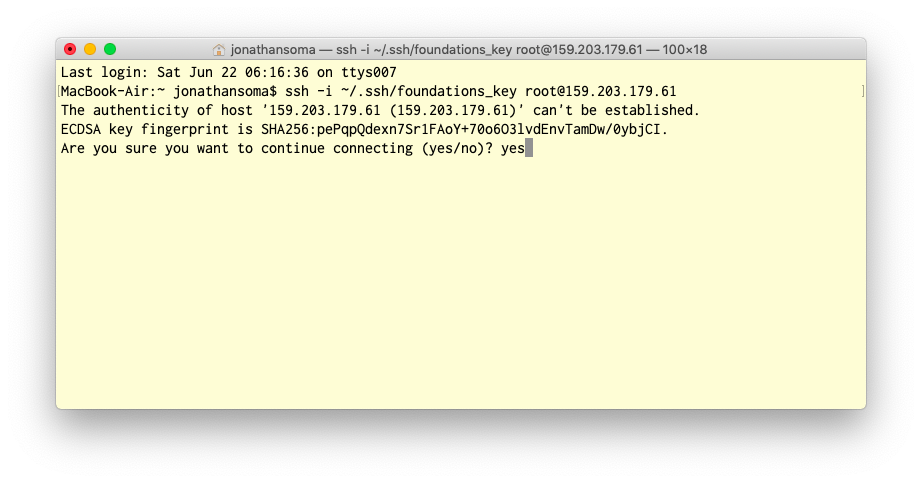 jonathansoma — ssh -i ~/.ssh/foundations_key root@159.203.179.61 — 100×18
Last login: Sat Jun 22 06:16:36 on ttys007
[MacBook-Air:~ jonathansoma$ ssh -i ~/.ssh/foundations_key root@159.203.179.61 ]
The authenticity of host '159.203.179.61 (159.203.179.61)' can't be established.
ECDSA key fingerprint is SHA256:pePqpQdexn7Sr1FAoY+70o6O3lvdEnvTamDw/0ybjCI.
Are you sure you want to continue connecting (yes/no)? yes